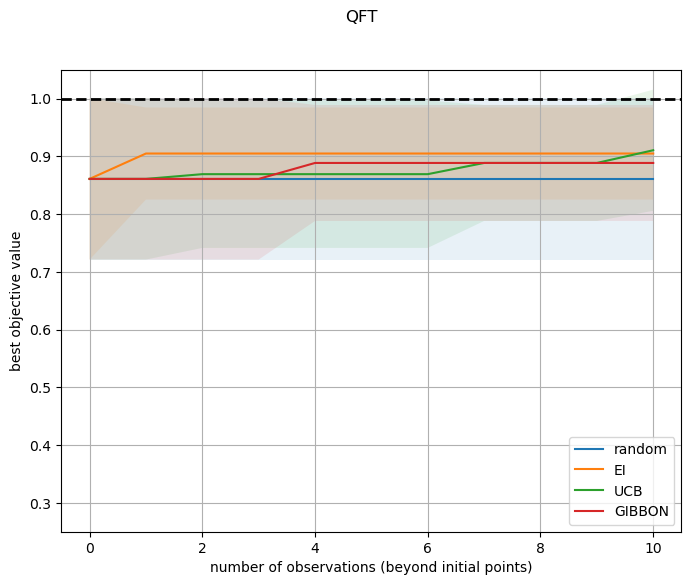 QFT
best objective value
1.0
0.9
0.8
0.7
0.6
0.5
0.4
0.3
random
EI
UCB
GIBBON
0 2 4 6 8 10
number of observations (beyond initial points)